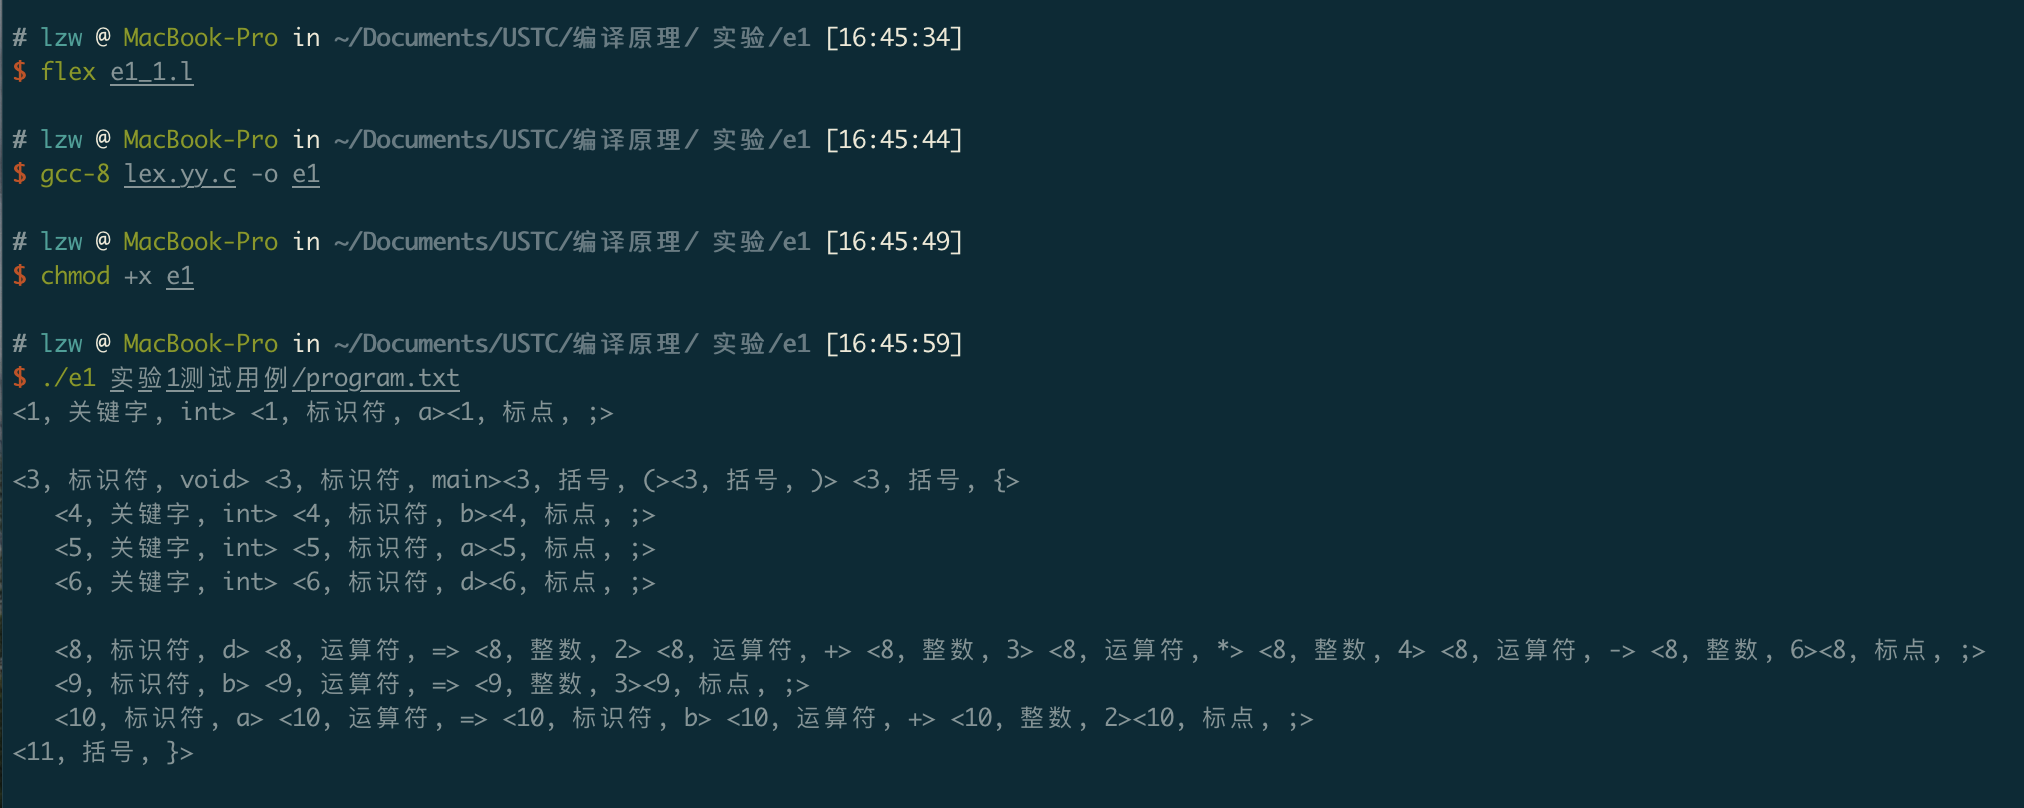 # lzw @ MacBook-Pro in ~/Documents/USTC/编译原理/ 实验/e1 [16:45:34]
$ flex e1_1.l
# lzw @ MacBook-Pro in ~/Documents/USTC/编译原理/ 实验/e1 [16:45:44]
$ gcc-8 lex.yy.c -o e1
# lzw @ MacBook-Pro in ~/Documents/USTC/编译原理/ 实验/e1 [16:45:49]
$ chmod +x e1
# lzw @ MacBook-Pro in ~/Documents/USTC/编译原理/ 实验/e1 [16:45:59]
$ ./e1 实验1测试用例/program.txt
<1, 关键字, int> <1, 标识符, a><1, 标点, ;>
<3, 标识符, void> <3, 标识符, main><3, 括号, (><3, 括号, )> <3, 括号, {>
<4, 关键字, int> <4, 标识符, b><4, 标点, ;>
<5, 关键字, int> <5, 标识符, a><5, 标点, ;>
<6, 关键字, int> <6, 标识符, d><6, 标点, ;>
<8, 标识符, d> <8, 运算符, => <8, 整数, 2> <8, 运算符, +> <8, 整数, 3> <8, 运算符, *> <8, 整数, 4> <8, 运算符, -> <8, 整数, 6><8, 标点, ;>
<9, 标识符, b> <9, 运算符, => <9, 整数, 3><9, 标点, ;>
<10, 标识符, a> <10, 运算符, => <10, 标识符, b> <10, 运算符, +> <10, 整数, 2><10, 标点, ;>
<11, 括号, }>